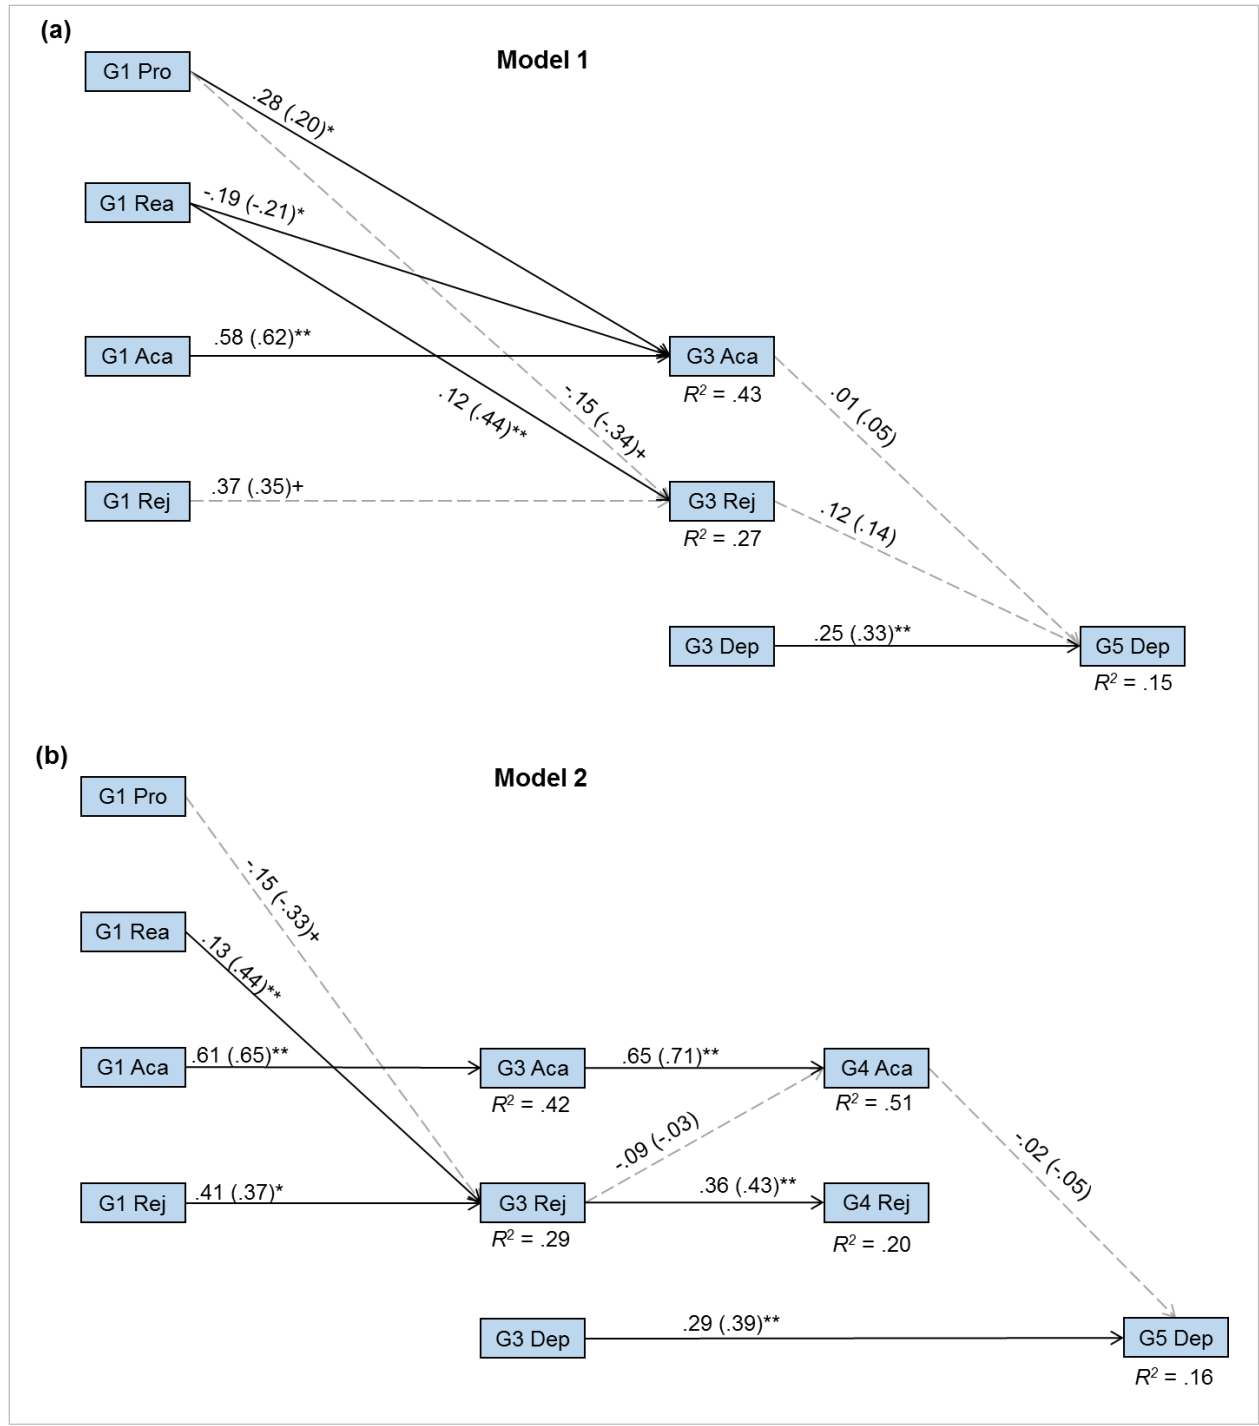 (a)
Model 1
G1 Pro
.28 (.20)*
G1 Rea
-.19 (-.21)*
G1 Aca
.58 (.62)**
G3 Aca
R² = .43
.12 (.44)**
-.15 (-.34)+
.01 (.05)
G1 Rej
.37 (.35)+
G3 Rej
R² = .27
.12 (.14)
G3 Dep
.25 (.33)**
G5 Dep
R² = .15
(b)
Model 2
G1 Pro
-.15 (-.33)+
G1 Rea
.13 (.44)**
G1 Aca
.61 (.65)**
G3 Aca
R² = .42
.65 (.71)**
G4 Aca
R² = .51
-.09 (-.03)
-.02 (-.05)
G1 Rej
.41 (.37)*
G3 Rej
R² = .29
.36 (.43)**
G4 Rej
R² = .20
G3 Dep
.29 (.39)**
G5 Dep
R² = .16